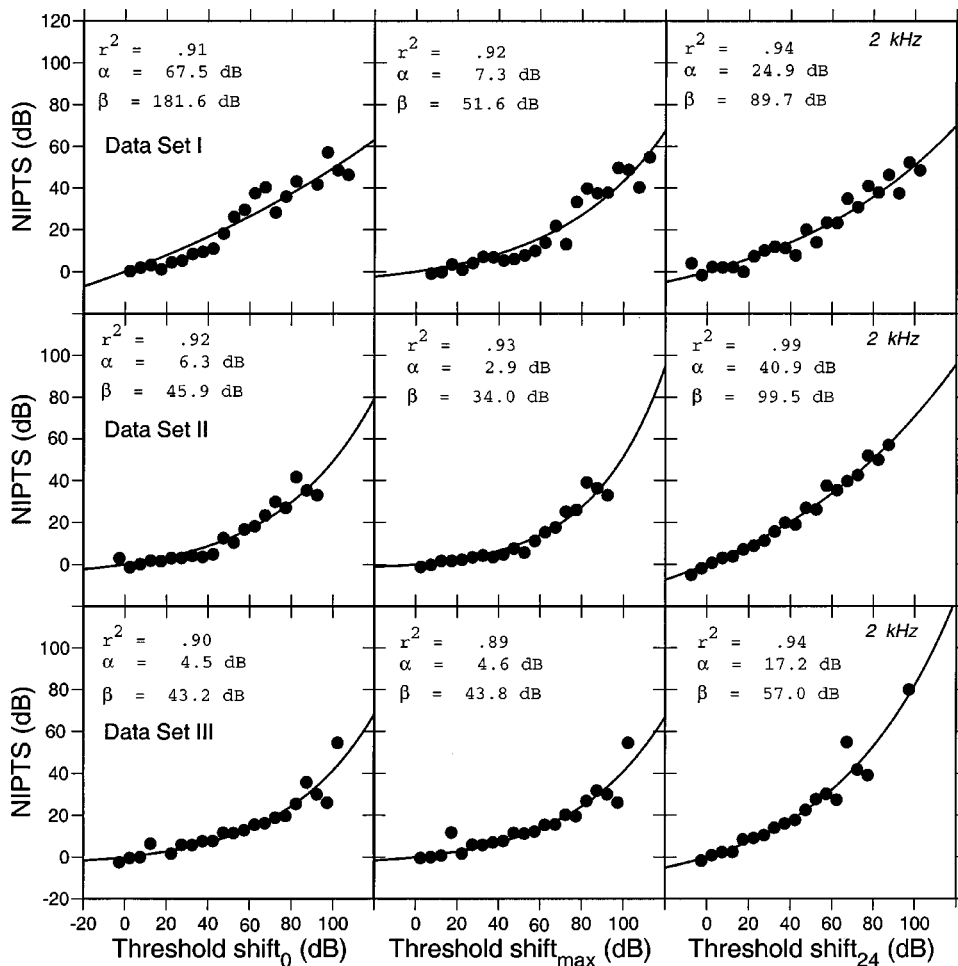 120
100
80
60
40
20
0
NIPTS (dB)
r² = .91
α = 67.5 dB
β = 181.6 dB
Data Set I
r² = .92
α = 7.3 dB
β = 51.6 dB
2 kHz
r² = .94
α = 24.9 dB
β = 89.7 dB
100
80
60
40
20
0
NIPTS (dB)
r² = .92
α = 6.3 dB
β = 45.9 dB
Data Set II
r² = .93
α = 2.9 dB
β = 34.0 dB
2 kHz
r² = .99
α = 40.9 dB
β = 99.5 dB
100
80
60
40
20
0
-20
NIPTS (dB)
r² = .90
α = 4.5 dB
β = 43.2 dB
Data Set III
r² = .89
α = 4.6 dB
β = 43.8 dB
2 kHz
r² = .94
α = 17.2 dB
β = 57.0 dB
-20 0 20 40 60 80 100
0 20 40 60 80 100
0 20 40 60 80 100
Threshold shift₀ (dB)
Threshold shift_max (dB)
Threshold shift₂₄ (dB)